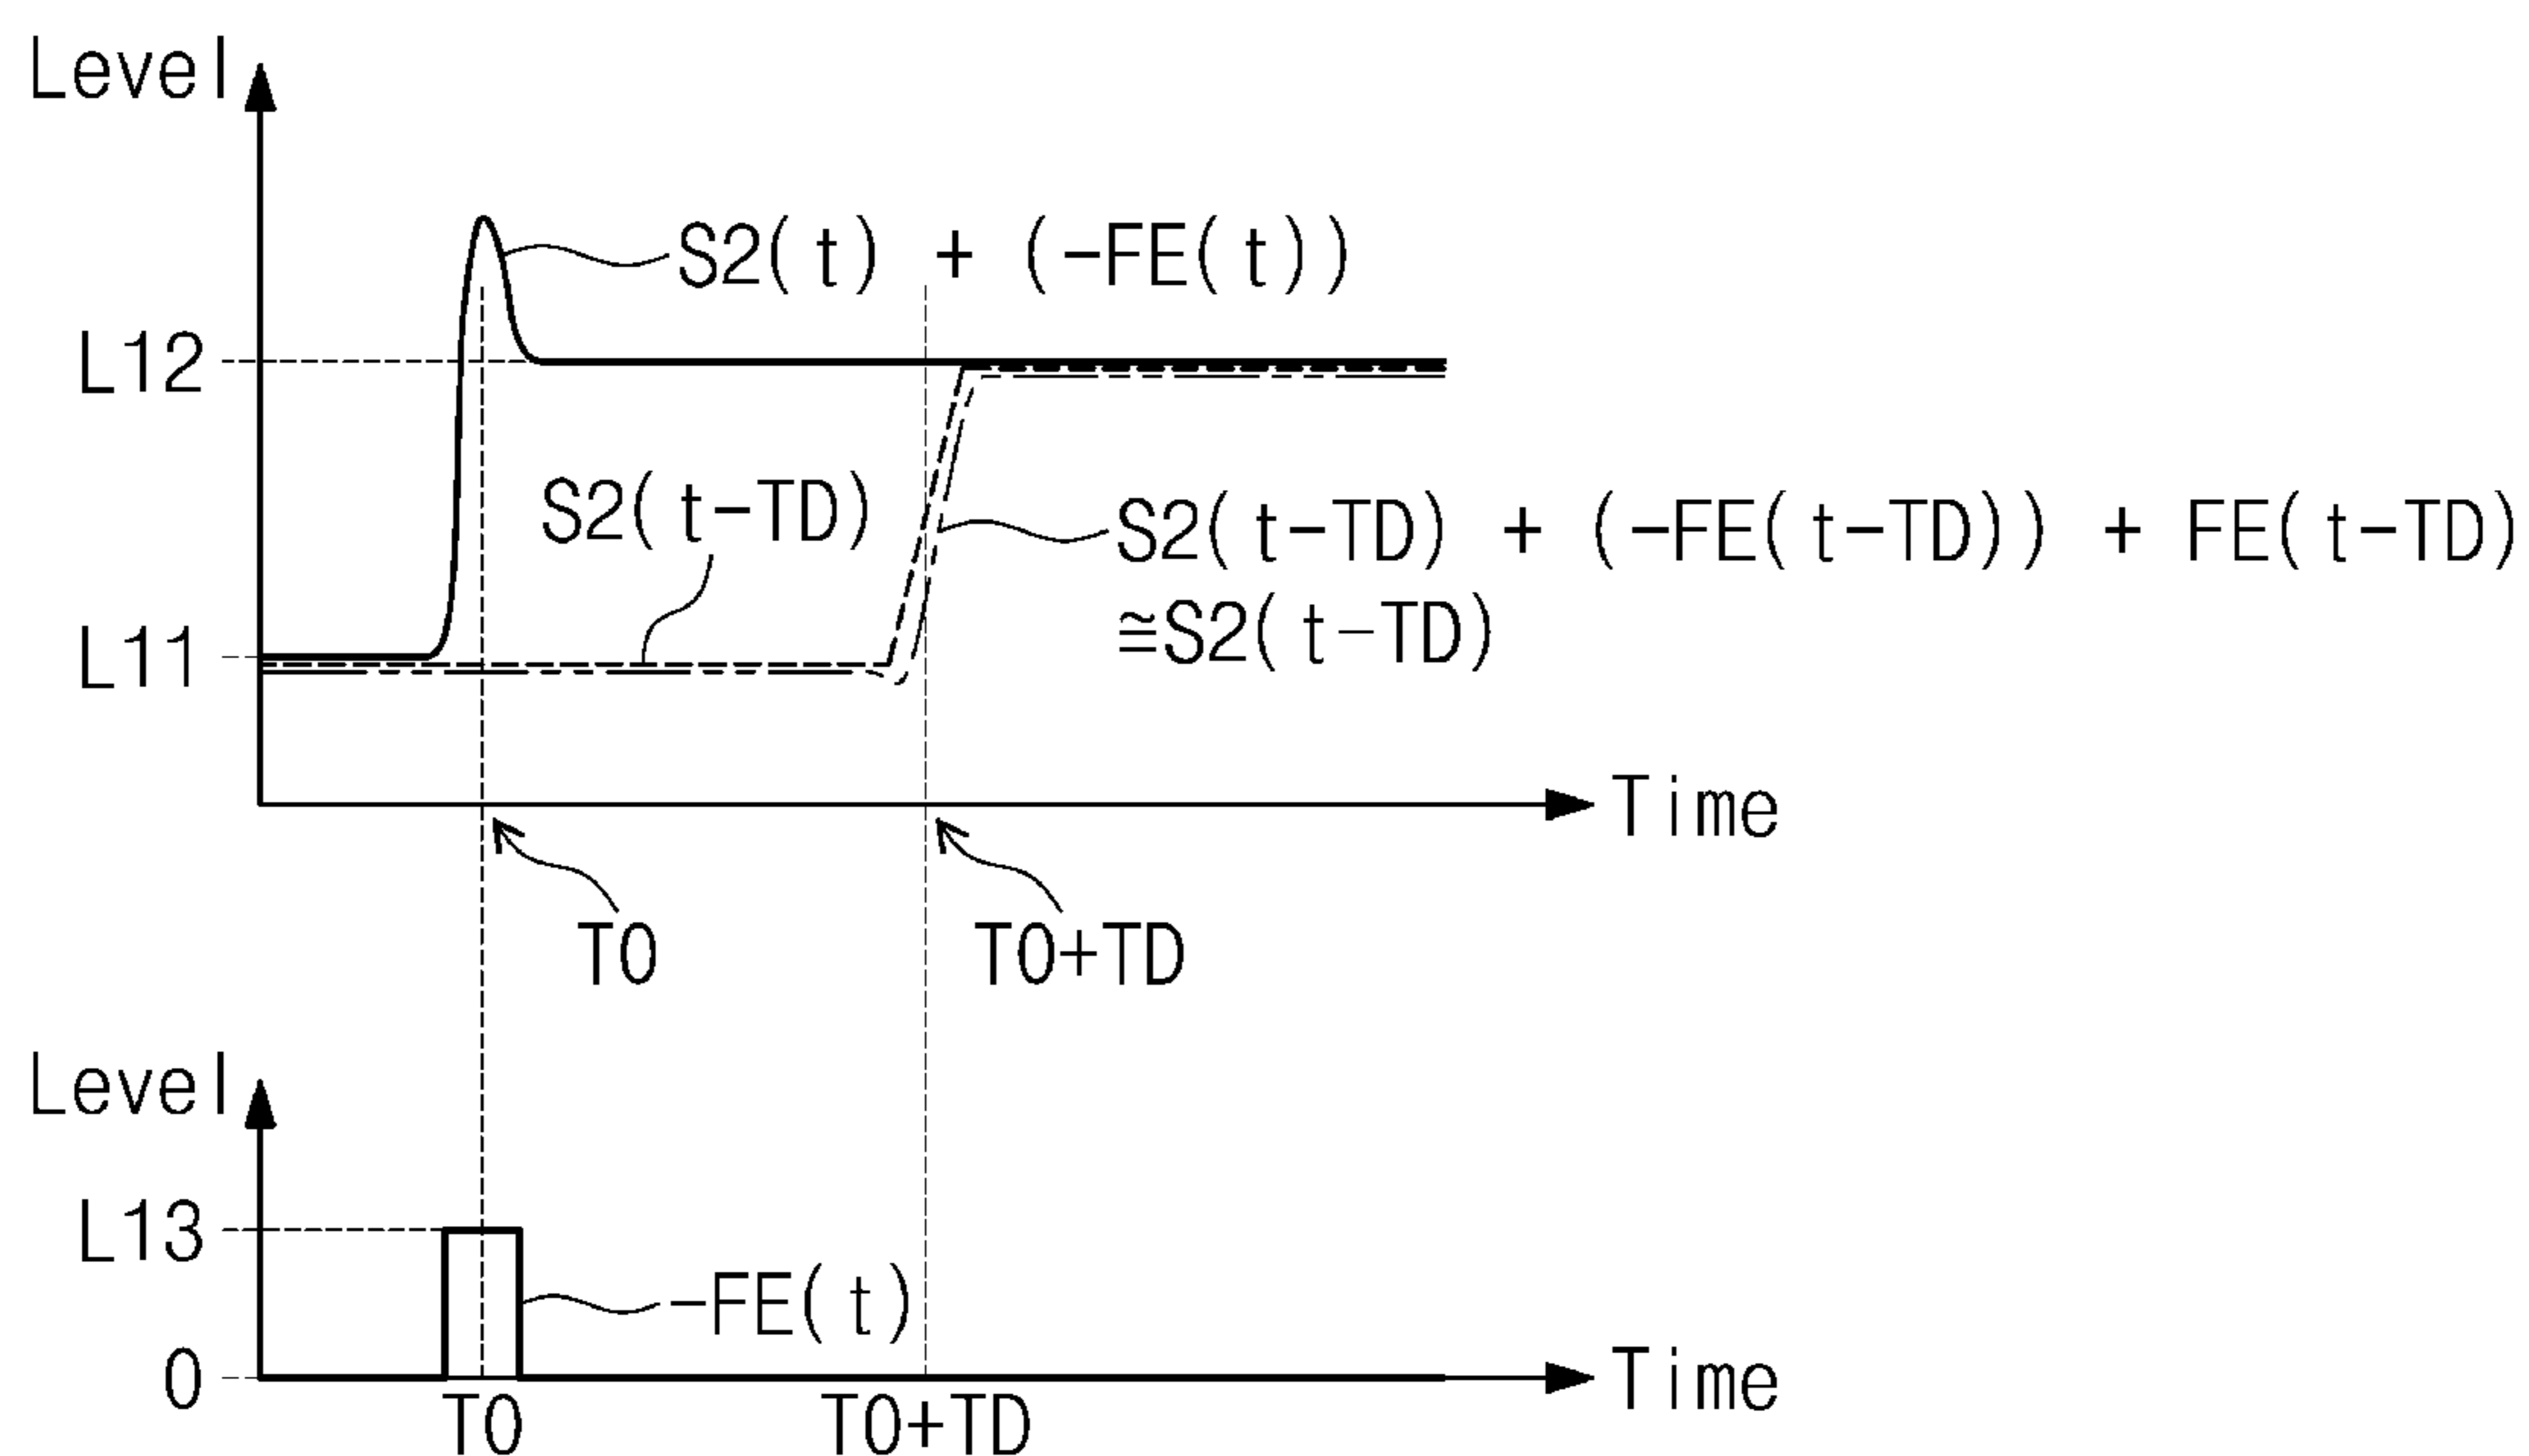 Level
S2(t) + (-FE(t))
L12
S2(t-TD)
S2(t-TD) + (-FE(t-TD)) + FE(t-TD)
≅S2(t-TD)
L11
Time
T0
T0+TD
Level
L13
-FE(t)
0
Time
T0
T0+TD